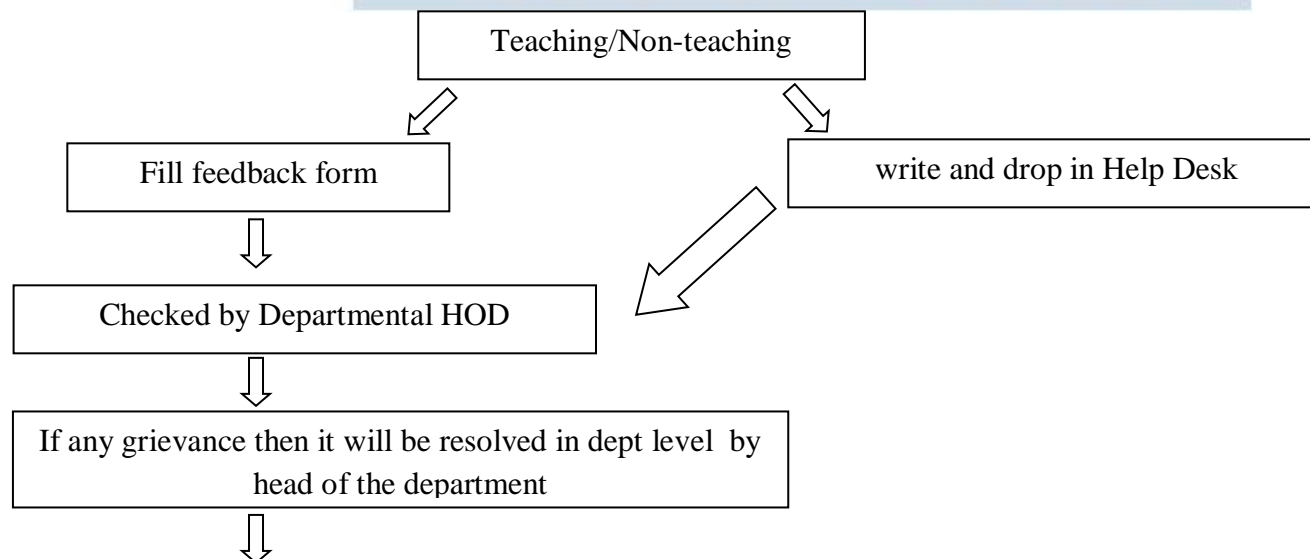 Teaching/Non-teaching
Fill feedback form
write and drop in Help Desk
Checked by Departmental HOD
If any grievance then it will be resolved in dept level by
head of the department